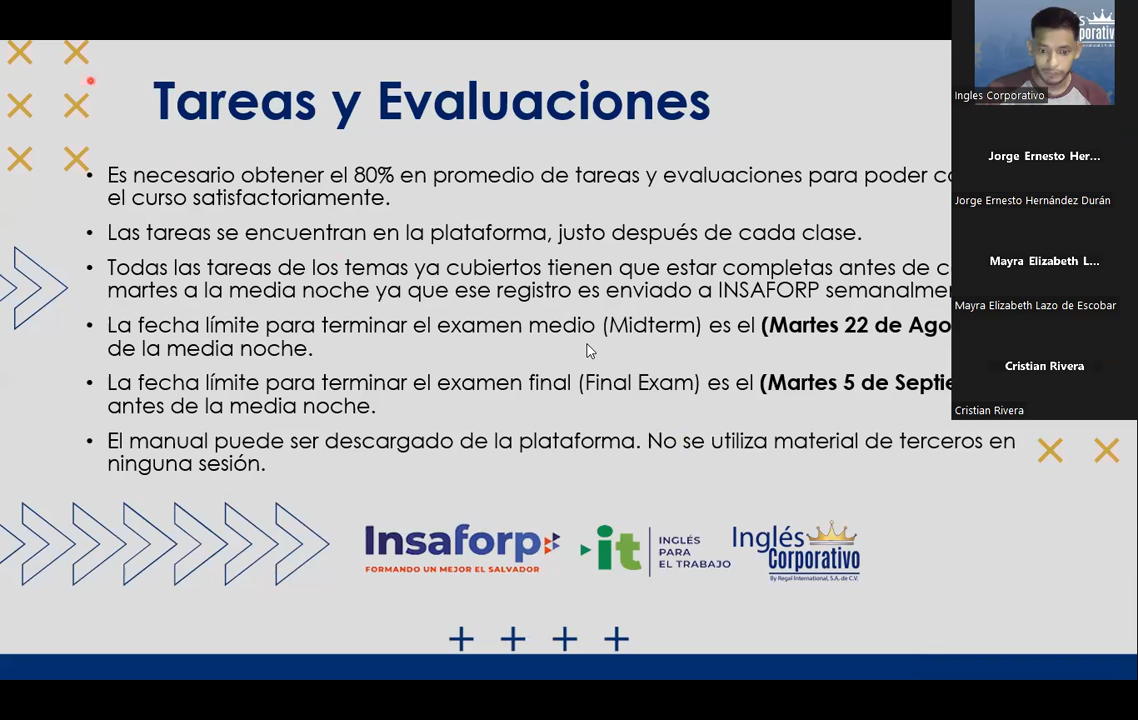 Tareas y Evaluaciones
• Es necesario obtener el 80% en promedio de tareas y evaluaciones para poder
el curso satisfactoriamente.
• Las tareas se encuentran en la plataforma, justo después de cada clase.
• Todas las tareas de los temas ya cubiertos tienen que estar completas antes de
martes a la media noche ya que ese registro es enviado a INSAFORP
• La fecha límite para terminar el examen medio (Midterm) es el (Martes 22 de
de la media noche.
• La fecha límite para terminar el examen final (Final Exam) es el (Martes 5 de
antes de la media noche.
• El manual puede ser descargado de la plataforma. No se utiliza material de terceros en
ninguna sesión.
Insaforp
FORMANDO UN MEJOR EL SALVADOR
it
INGLÉS
PARA
EL TRABAJO
Inglés
Corporativo
By Regal International, S.A. de C.V.
Ingles Corporativo
Jorge Ernesto Her...
Jorge Ernesto Hernández Durán
Mayra Elizabeth L...
Mayra Elizabeth Lazo de Escobar
Cristian Rivera
Cristian Rivera